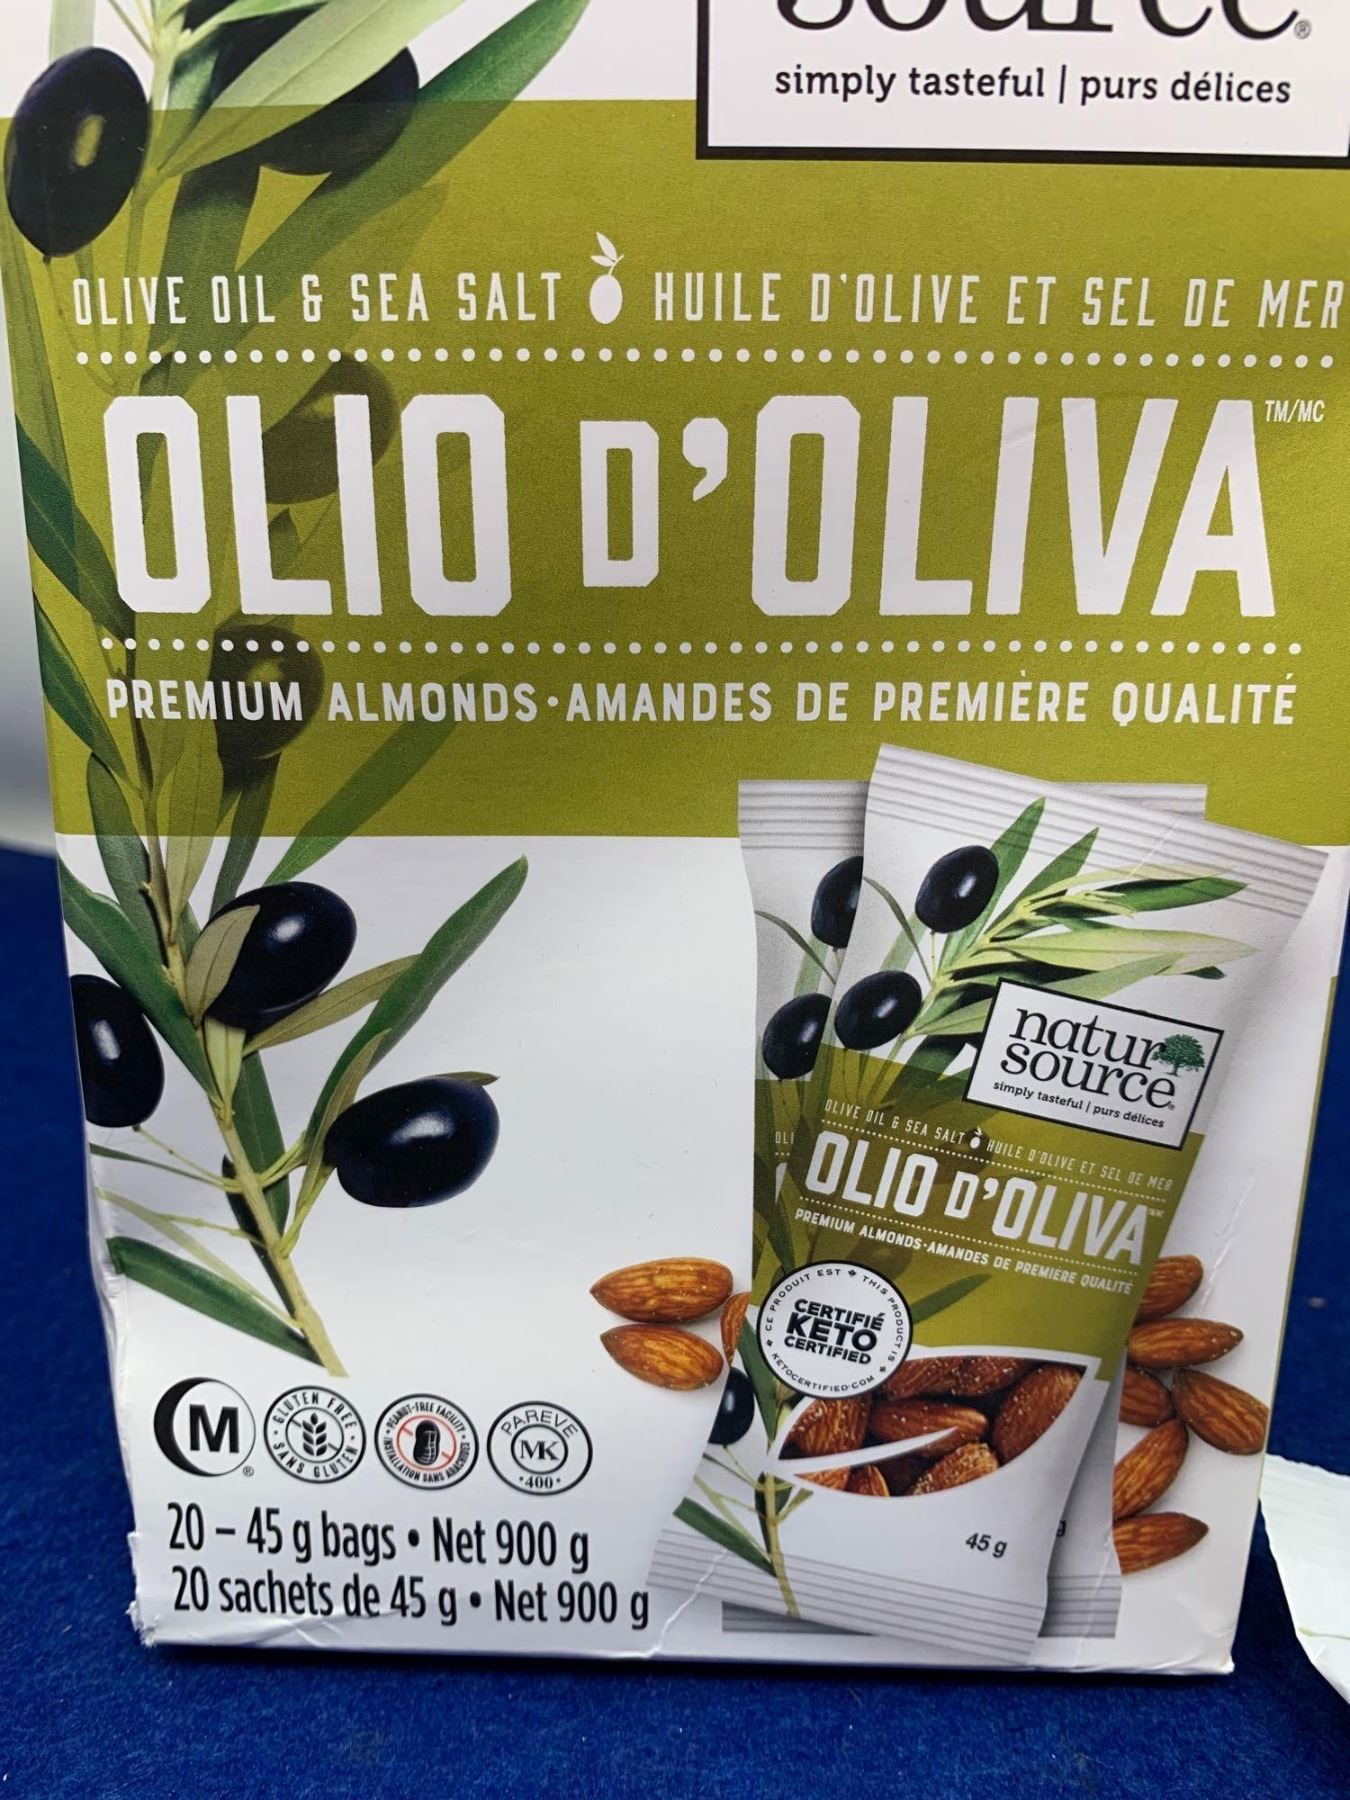 source®
simply tasteful | purs délices
OLIVE OIL & SEA SALT HUILE D'OLIVE ET SEL DE MER
OLIO D'OLIVA TM/MC
PREMIUM ALMONDS·AMANDES DE PREMIÈRE QUALITÉ
natur
source
simply tasteful | purs délices
OLIVE OIL & SEA SALT HUILE D'OLIVE ET SEL DE MER
OLI
OLIO D'OLIVA
PREMIUM ALMONDS·AMANDES DE PREMIÈRE QUALITÉ
CE PRODUIT EST THIS PRODUCT IS
CERTIFIÉ
KETO
CERTIFIED
KETOCERTIFIED.COM
45 g
g
M®
GLUTEN FREE · SANS GLUTEN
PEANUT-FREE FACILITY · INSTALLATION SANS ARACHIDES
PAREVE
MK
•400•
20 – 45 g bags • Net 900 g
20 sachets de 45 g • Net 900 g